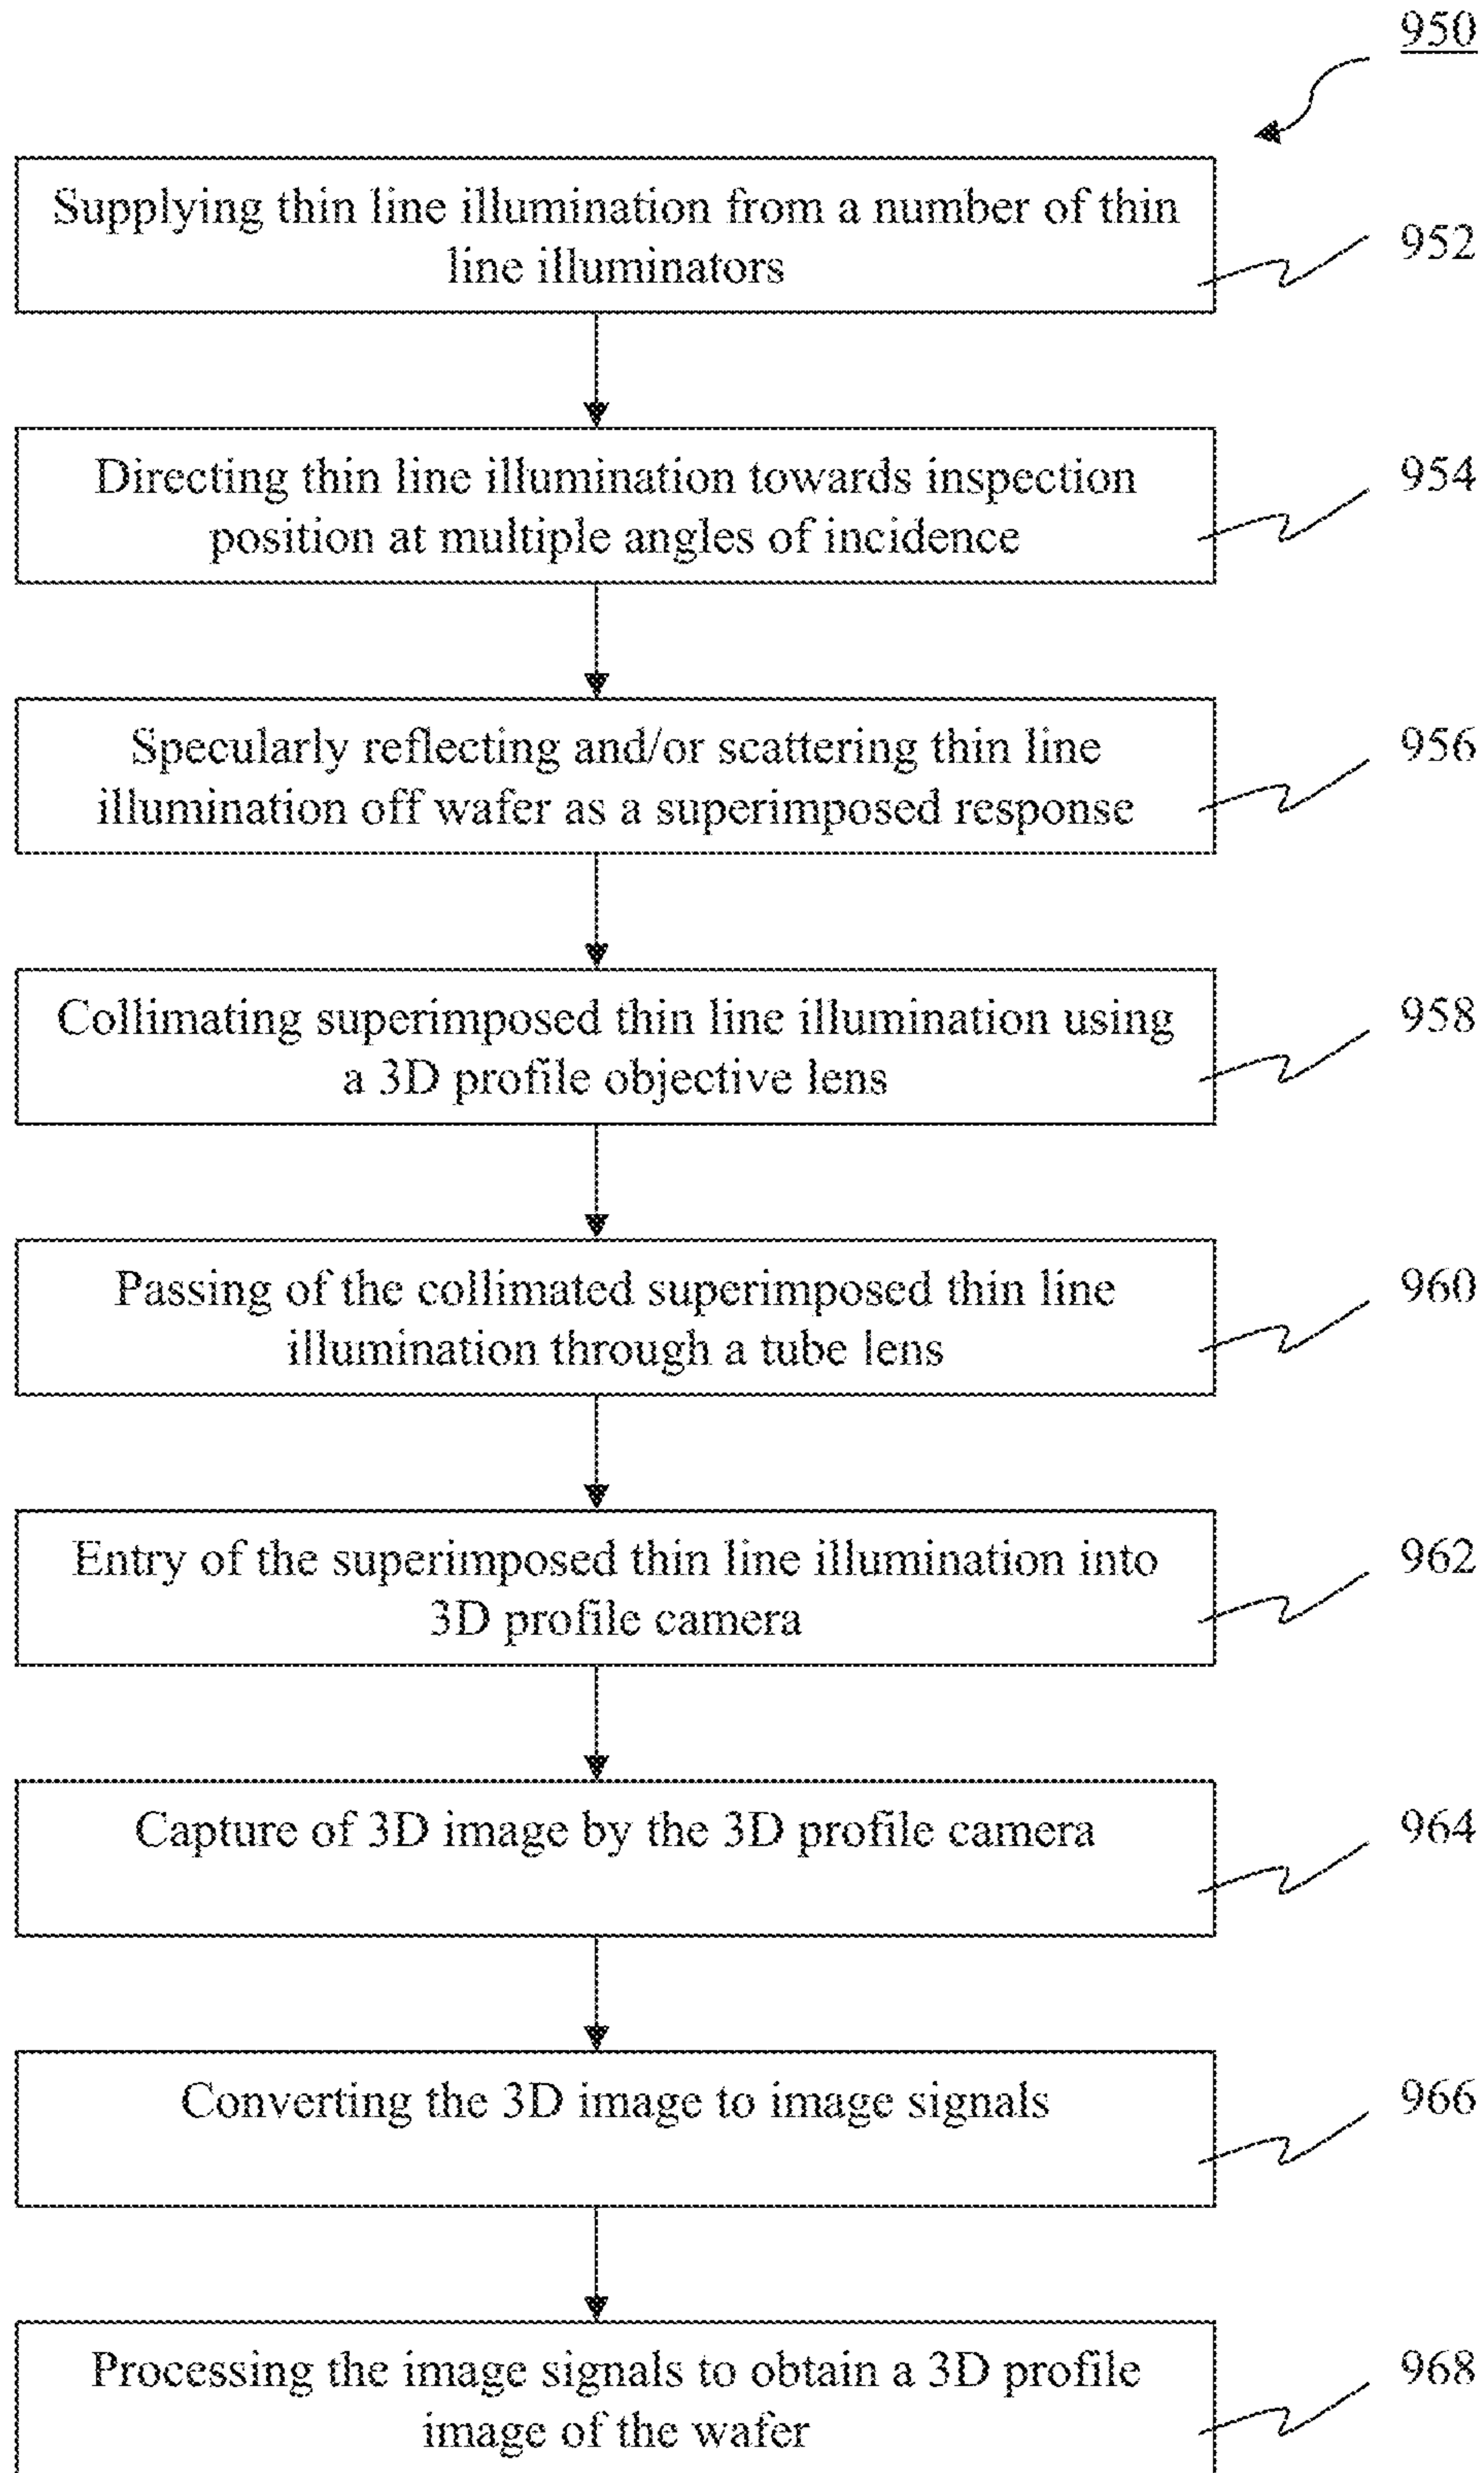 950
Supplying thin line illumination from a number of thin
line illuminators
952
Directing thin line illumination towards inspection
position at multiple angles of incidence
954
Specularly reflecting and/or scattering thin line
illumination off wafer as a superimposed response
956
Collimating superimposed thin line illumination using
a 3D profile objective lens
958
Passing of the collimated superimposed thin line
illumination through a tube lens
960
Entry of the superimposed thin line illumination into
3D profile camera
962
Capture of 3D image by the 3D profile camera
964
Converting the 3D image to image signals
966
Processing the image signals to obtain a 3D profile
image of the wafer
968